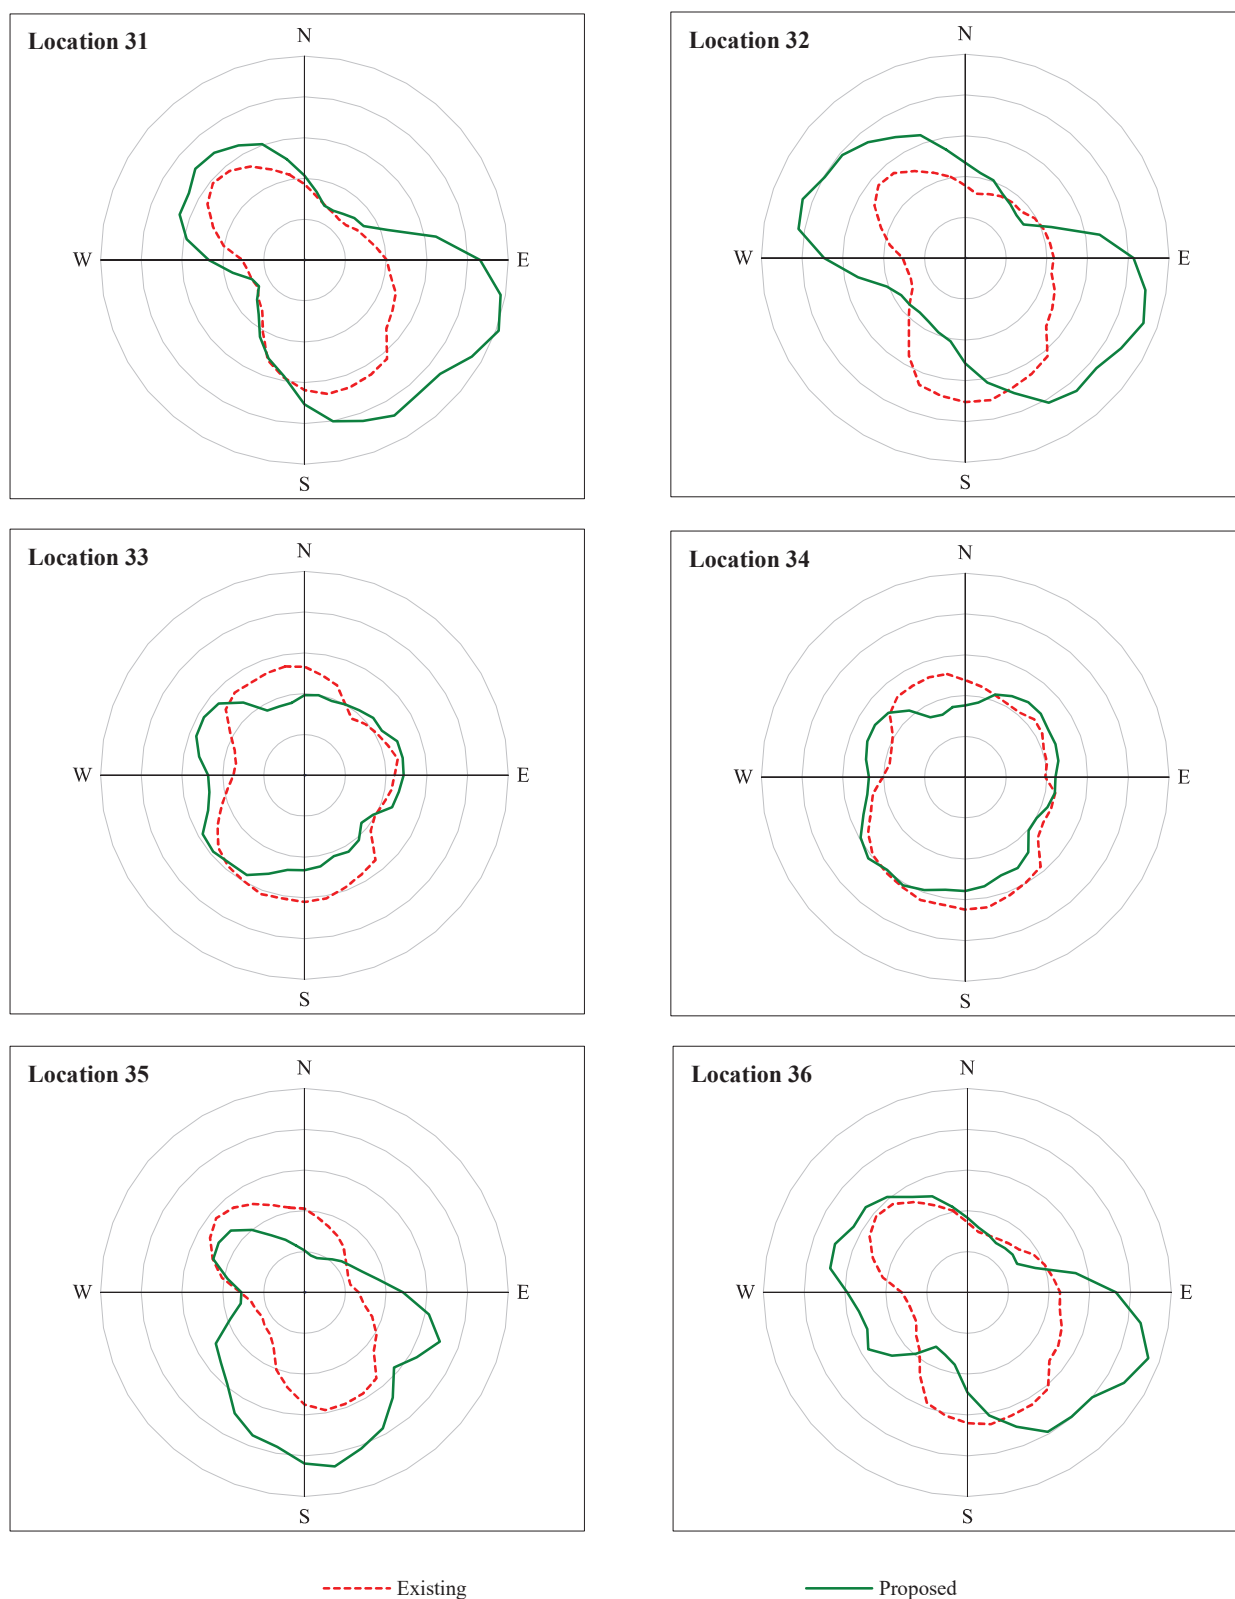 Location 31
N
W
E
S
Location 32
N
W
E
S
Location 33
N
W
E
S
Location 34
N
W
E
S
Location 35
N
W
E
S
Location 36
N
W
E
S
Existing
Proposed